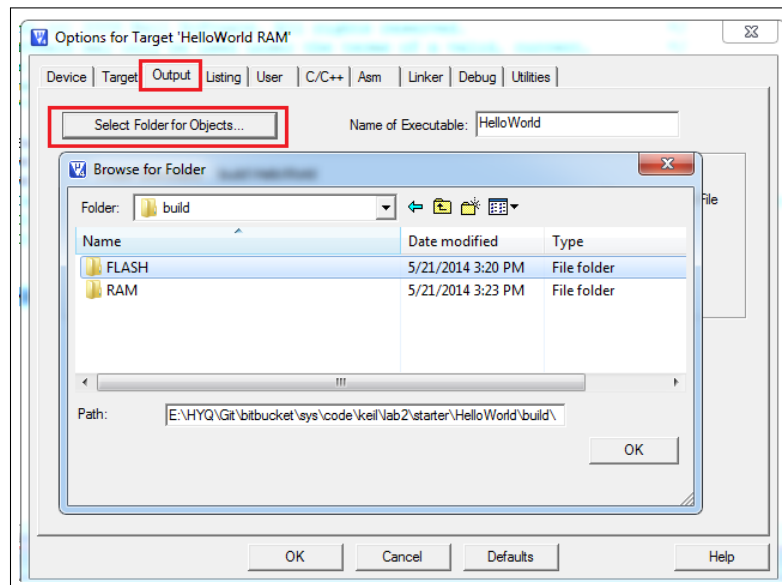 Options for Target 'HelloWorld RAM'
Device Target Output Listing User C/C++ Asm Linker Debug Utilities
Select Folder for Objects... Name of Executable: HelloWorld
Browse for Folder
File
Folder: build
Name Date modified Type
FLASH 5/21/2014 3:20 PM File folder
RAM 5/21/2014 3:23 PM File folder
Path: E:\HYQ\Git\bitbucket\sys\code\keil\lab2\starter\HelloWorld\build\
OK
OK Cancel Defaults Help